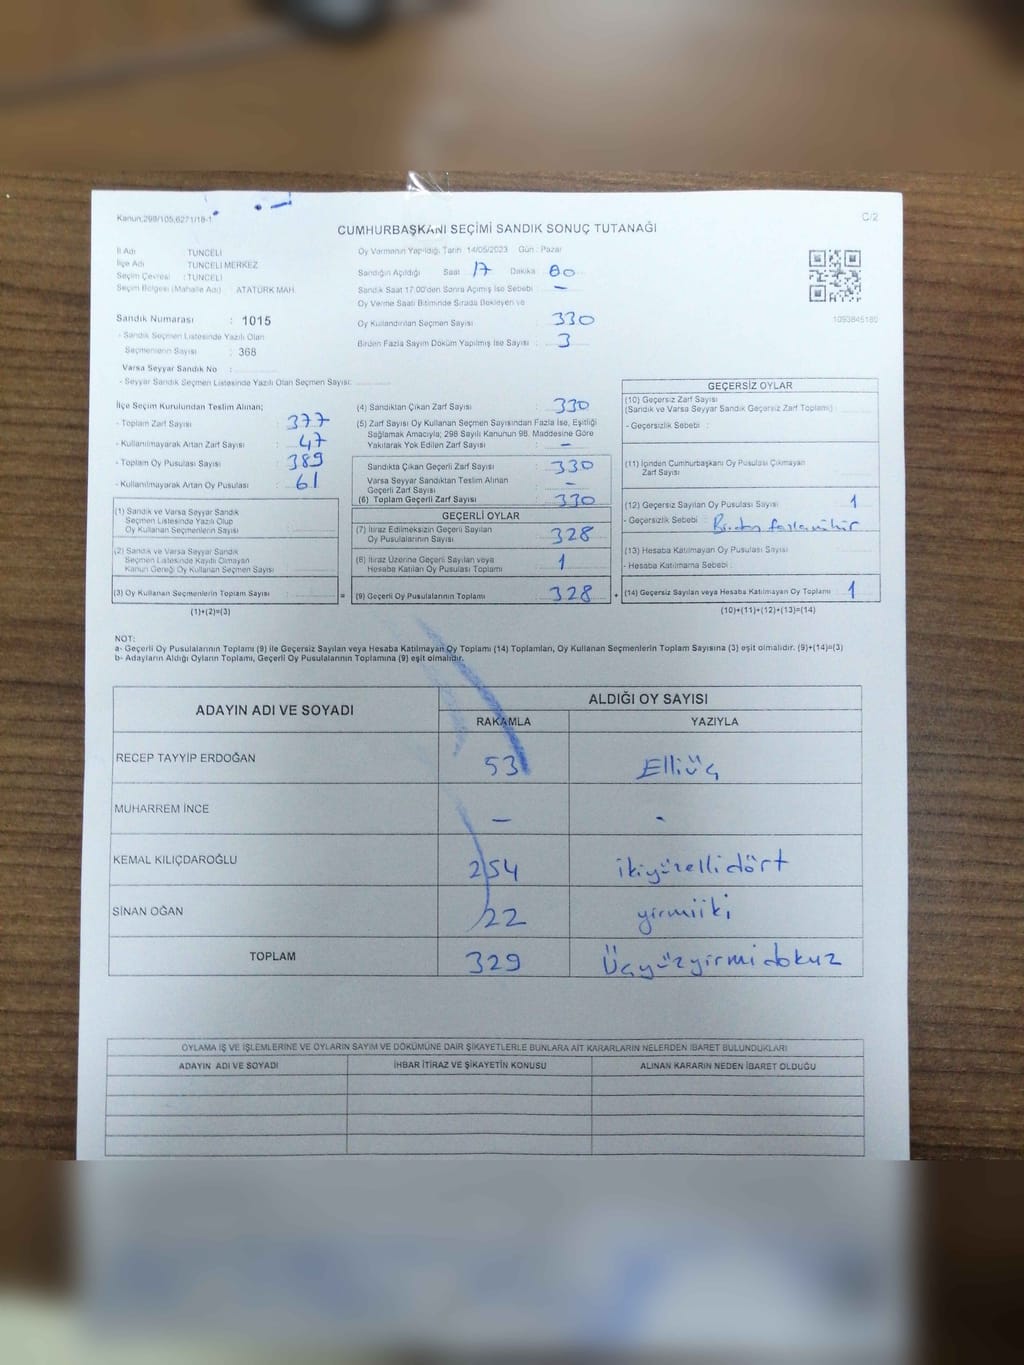 Kanun,298/105,6271/18-1
C/2
CUMHURBAŞKANI SEÇİMİ SANDIK SONUÇ TUTANAĞI
İl Adı : TUNCELİ
İlçe Adı : TUNCELİ MERKEZ
Seçim Çevresi : TUNCELİ
Seçim Bölgesi (Mahalle Adı) : ATATÜRK MAH.
Sandık Numarası : 1015
- Sandık Seçmen Listesinde Yazılı Olan
Seçmenlerin Sayısı : 368
Varsa Seyyar Sandık No :
- Seyyar Sandık Seçmen Listesinde Yazılı Olan Seçmen Sayısı:
Oy Vermenin Yapıldığı Tarih 14/05/2023 Gün : Pazar
Sandığın Açıldığı Saat 17 Dakika 00
Sandık Saat 17.00'den Sonra Açımış İse Sebebi : -
Oy Verme Saati Bitiminde Sırada Bekleyen ve
Oy Kullandırılan Seçmen Sayısı : 330
Birden Fazla Sayım Döküm Yapılmış İse Sayısı : 3
1093845180
İlçe Seçim Kurulundan Teslim Alınan;
- Toplam Zarf Sayısı : 377
- Kullanılmayarak Artan Zarf Sayısı : 47
- Toplam Oy Pusulası Sayısı : 389
- Kullanılmayarak Artan Oy Pusulası : 61
(1) Sandık ve Varsa Seyyar Sandık
Seçmen Listesinde Yazılı Olup
Oy Kullanan Seçmenlerin Sayısı
(2) Sandık ve Varsa Seyyar Sandık
Seçmen Listesinde Kayıtlı Olmayan
Kanun Gereği Oy Kullanan Seçmen Sayısı
(3) Oy Kullanan Seçmenlerin Toplam Sayısı : =
(1)+(2)=(3)
(4) Sandıktan Çıkan Zarf Sayısı : 330
(5) Zarf Sayısı Oy Kullanan Seçmen Sayısından Fazla İse, Eşitliği
Sağlamak Amacıyla; 298 Sayılı Kanunun 98. Maddesine Göre
Yakılarak Yok Edilen Zarf Sayısı : -
Sandıkta Çıkan Geçerli Zarf Sayısı : 330
Varsa Seyyar Sandıktan Teslim Alınan
Geçerli Zarf Sayısı : -
(6) Toplam Geçerli Zarf Sayısı : 330
GEÇERLİ OYLAR
(7) İtiraz Edilmeksizin Geçerli Sayılan
Oy Pusulalarının Sayısı : 328
(8) İtiraz Üzerine Geçerli Sayılan veya
Hesaba Katılan Oy Pusulası Toplamı : 1
(9) Geçerli Oy Pusulalarının Toplamı : 328 +
GEÇERSİZ OYLAR
(10) Geçersiz Zarf Sayısı
(Sandık ve Varsa Seyyar Sandık Geçersiz Zarf Toplamı) :
- Geçersizlik Sebebi :
(11) İçinden Cumhurbaşkanı Oy Pusulası Çıkmayan
Zarf Sayısı
(12) Geçersiz Sayılan Oy Pusulası Sayısı : 1
- Geçersizlik Sebebi :
(13) Hesaba Katılmayan Oy Pusulası Sayısı
- Hesaba Katılmama Sebebi :
(14) Geçersiz Sayılan veya Hesaba Katılmayan Oy Toplamı : 1
(10)+(11)+(12)+(13)=(14)
NOT:
a- Geçerli Oy Pusulalarının Toplamı (9) ile Geçersiz Sayılan veya Hesaba Katılmayan Oy Toplamı (14) Toplamları, Oy Kullanan Seçmenlerin Toplam Sayısına (3) eşit olmalıdır. (9)+(14)=(3)
b- Adayların Aldığı Oyların Toplamı, Geçerli Oy Pusulalarının Toplamına (9) eşit olmalıdır.
ADAYIN ADI VE SOYADI
ALDIĞI OY SAYISI
RAKAMLA YAZIYLA
RECEP TAYYİP ERDOĞAN 53 Elliüç
MUHARREM İNCE - -
KEMAL KILIÇDAROĞLU 254 ikiyüzellidört
SİNAN OĞAN 22 yirmiiki
TOPLAM 329 Üçyüzyirmidokuz
OYLAMA İŞ VE İŞLEMLERİNE VE OYLARIN SAYIM VE DÖKÜMÜNE DAİR ŞİKAYETLERLE BUNLARA AİT KARARLARIN NELERDEN İBARET BULUNDUKLARI
ADAYIN ADI VE SOYADI İHBAR İTİRAZ VE ŞİKAYETİN KONUSU ALINAN KARARIN NEDEN İBARET OLDUĞU